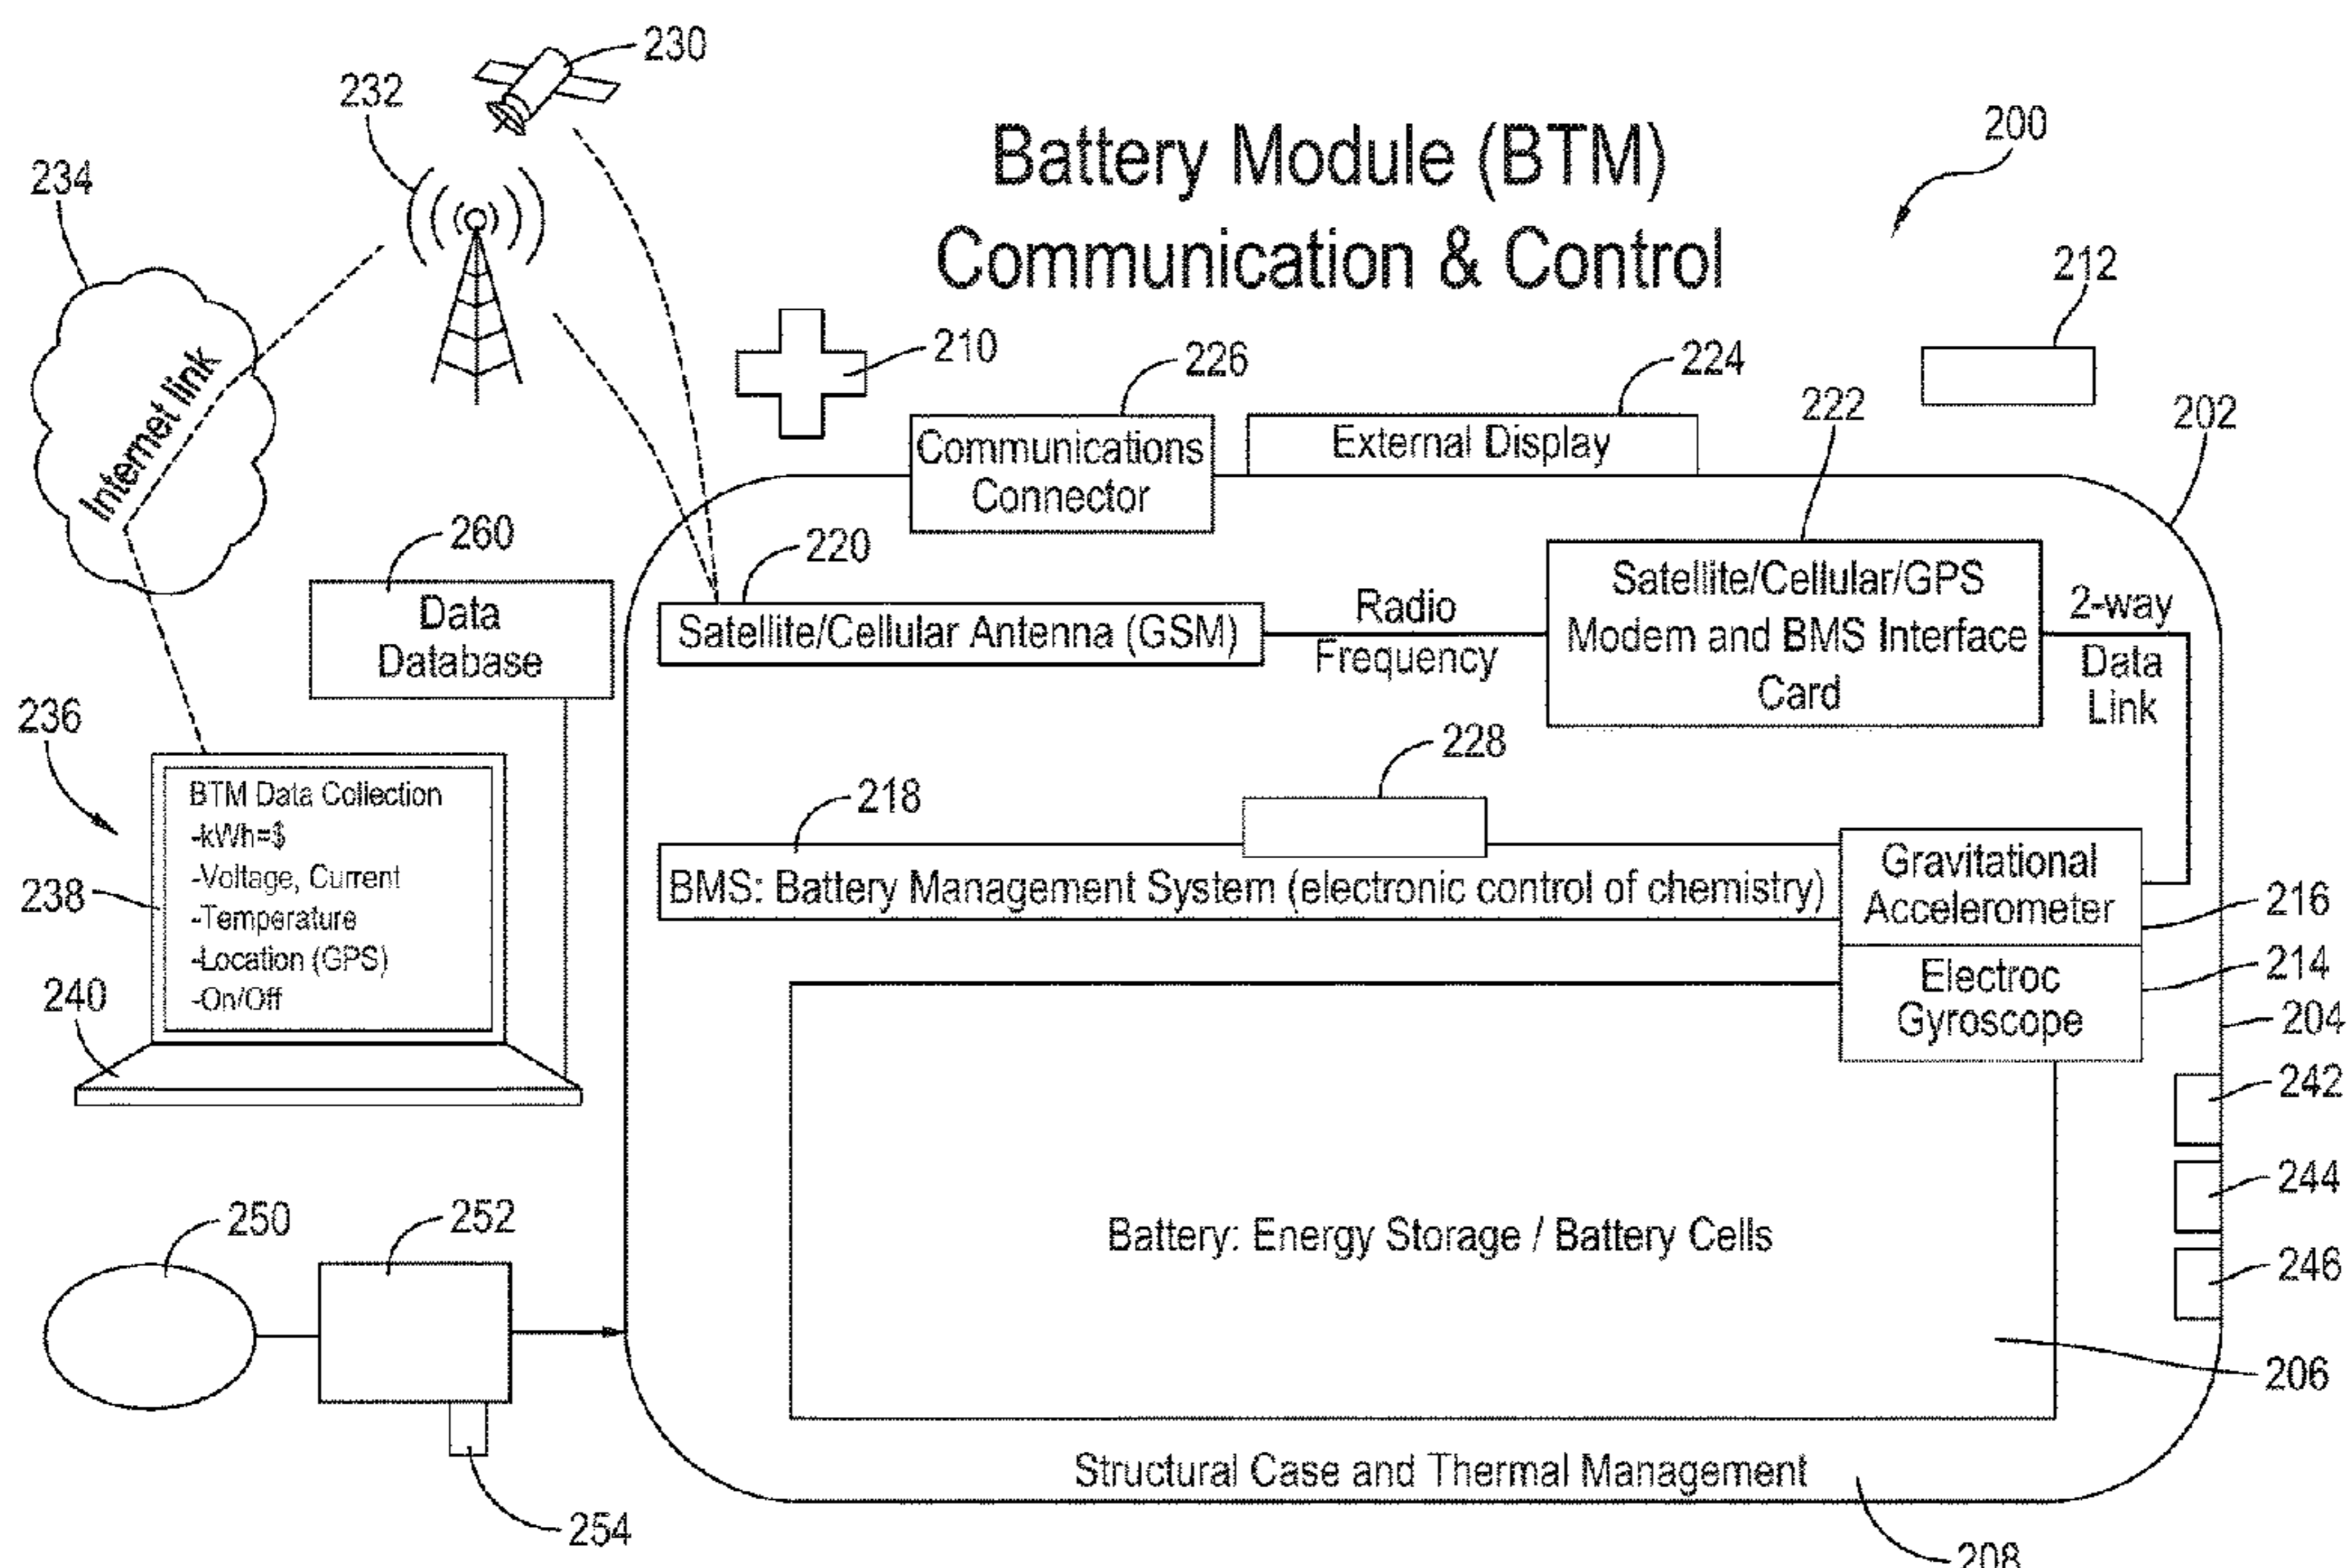 230
232
Battery Module (BTM)
Communication & Control
200
234
212
210
226
224
222
202
Internet link
Communications
Connector
External Display
260
220
Data
Database
Satellite/Cellular Antenna (GSM)
Radio
Frequency
Satellite/Cellular/GPS
Modem and BMS Interface
Card
2-way
Data
Link
236
228
218
BTM Data Collection
-kWh=$
-Voltage, Current
-Temperature
-Location (GPS)
-On/Off
238
240
BMS: Battery Management System (electronic control of chemistry)
Gravitational
Accelerometer
216
Electroc
Gyroscope
214
204
242
244
246
250
252
Battery: Energy Storage / Battery Cells
206
254
Structural Case and Thermal Management
208